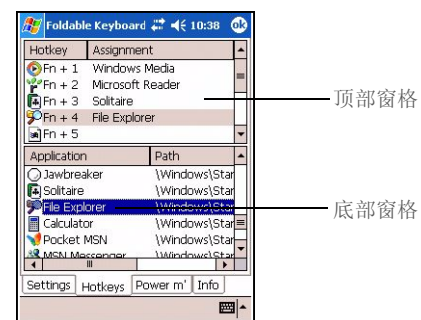 Foldable Keyboard 10:38 ok
Hotkey Assignment
Fn + 1 Windows Media
Fn + 2 Microsoft Reader
Fn + 3 Solitaire
顶部窗格
Fn + 4 File Explorer
Fn + 5
Application Path
Jawbreaker \Windows\Star
Solitaire \Windows\Star
File Explorer \Windows\Star
底部窗格
Calculator \Windows\Star
Pocket MSN \Windows\Star
MSN Messenger \Windows\Star
Settings Hotkeys Power m' Info